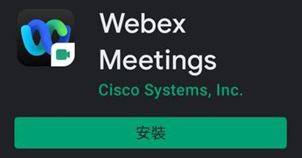 Webex
Meetings
Cisco Systems, Inc.
安裝